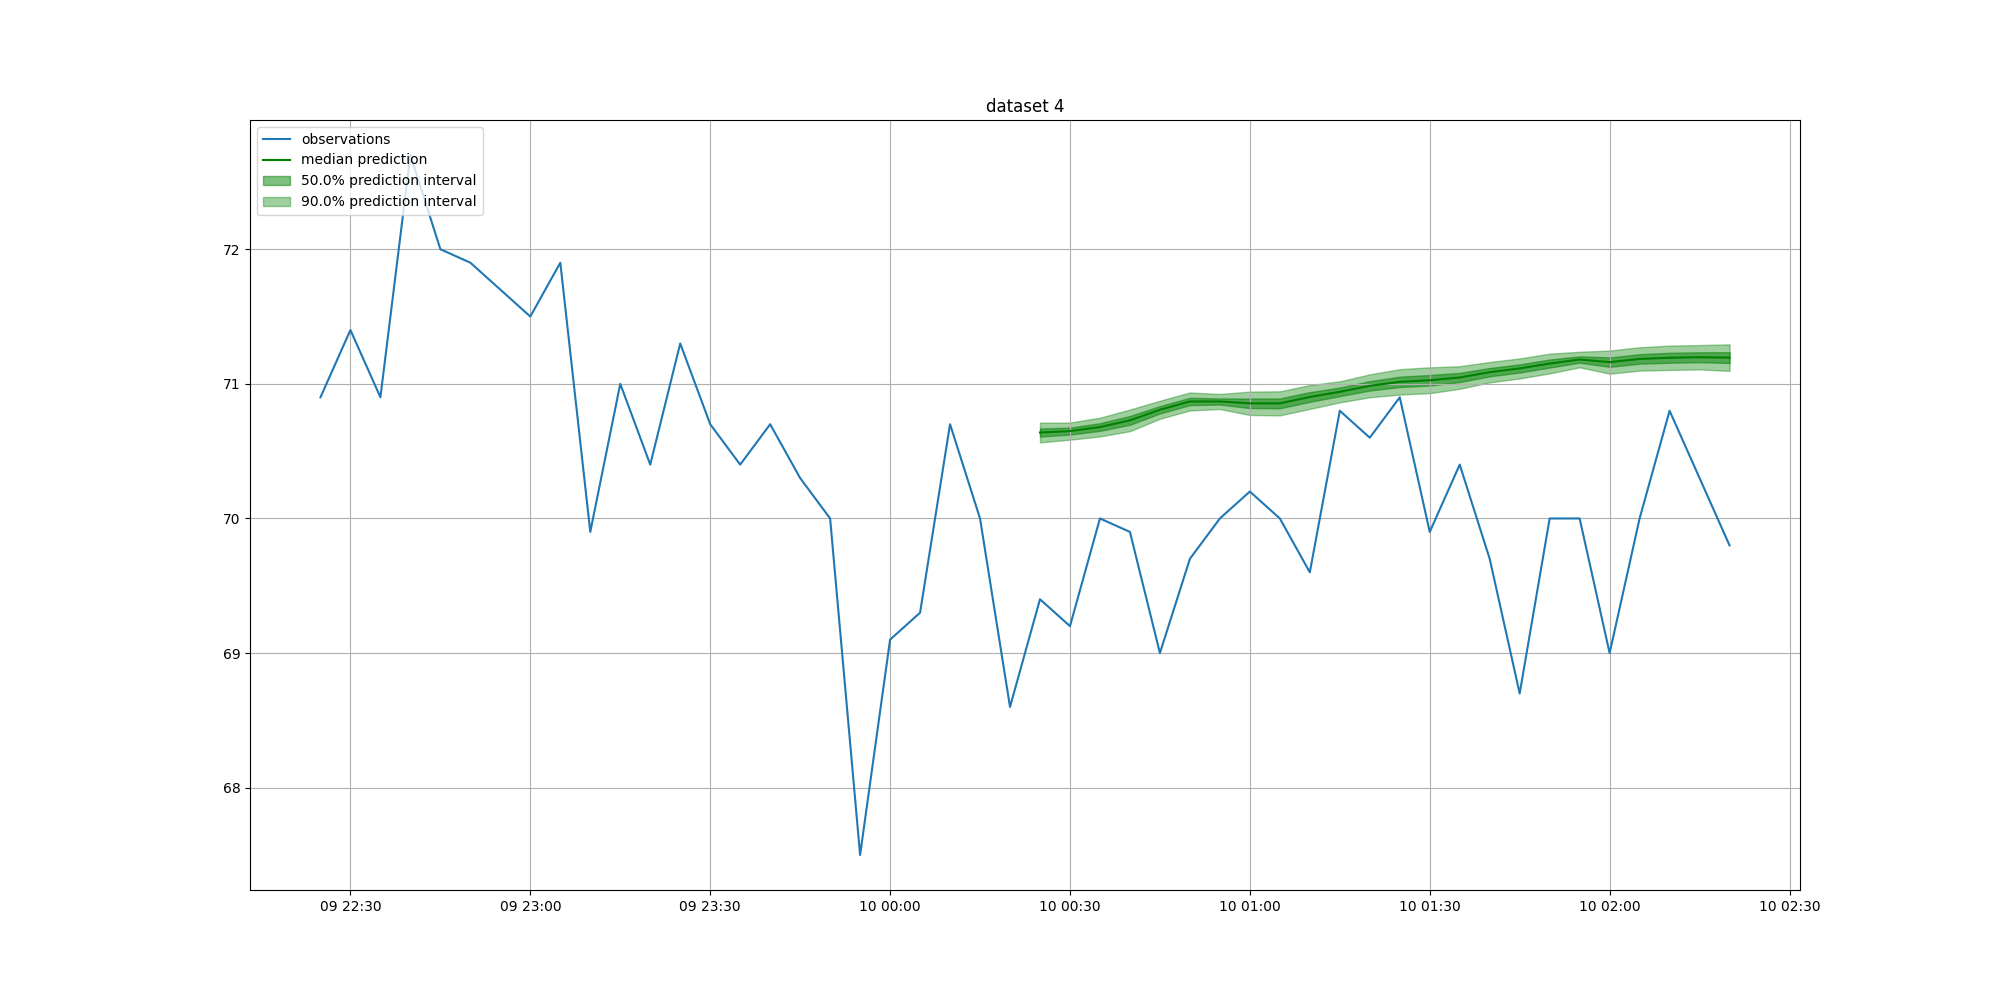 dataset 4
observations
median prediction
50.0% prediction interval
90.0% prediction interval
72
71
70
69
68
09 22:30
09 23:00
09 23:30
10 00:00
10 00:30
10 01:00
10 01:30
10 02:00
10 02:30